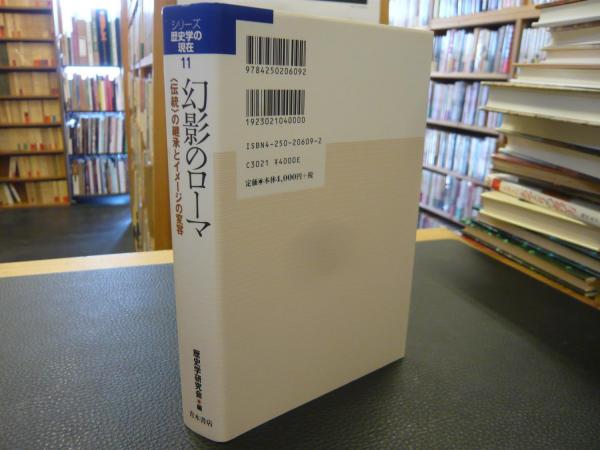 シリーズ
歴史学の
現在
11
幻影のローマ
〈伝統〉の継承とイメージの変容
歴史学研究会●編
青木書店
9784250206092
1923021040000
ISBN4-250-20609-2
C3021 ¥4000E
定価●本体4,000円+税